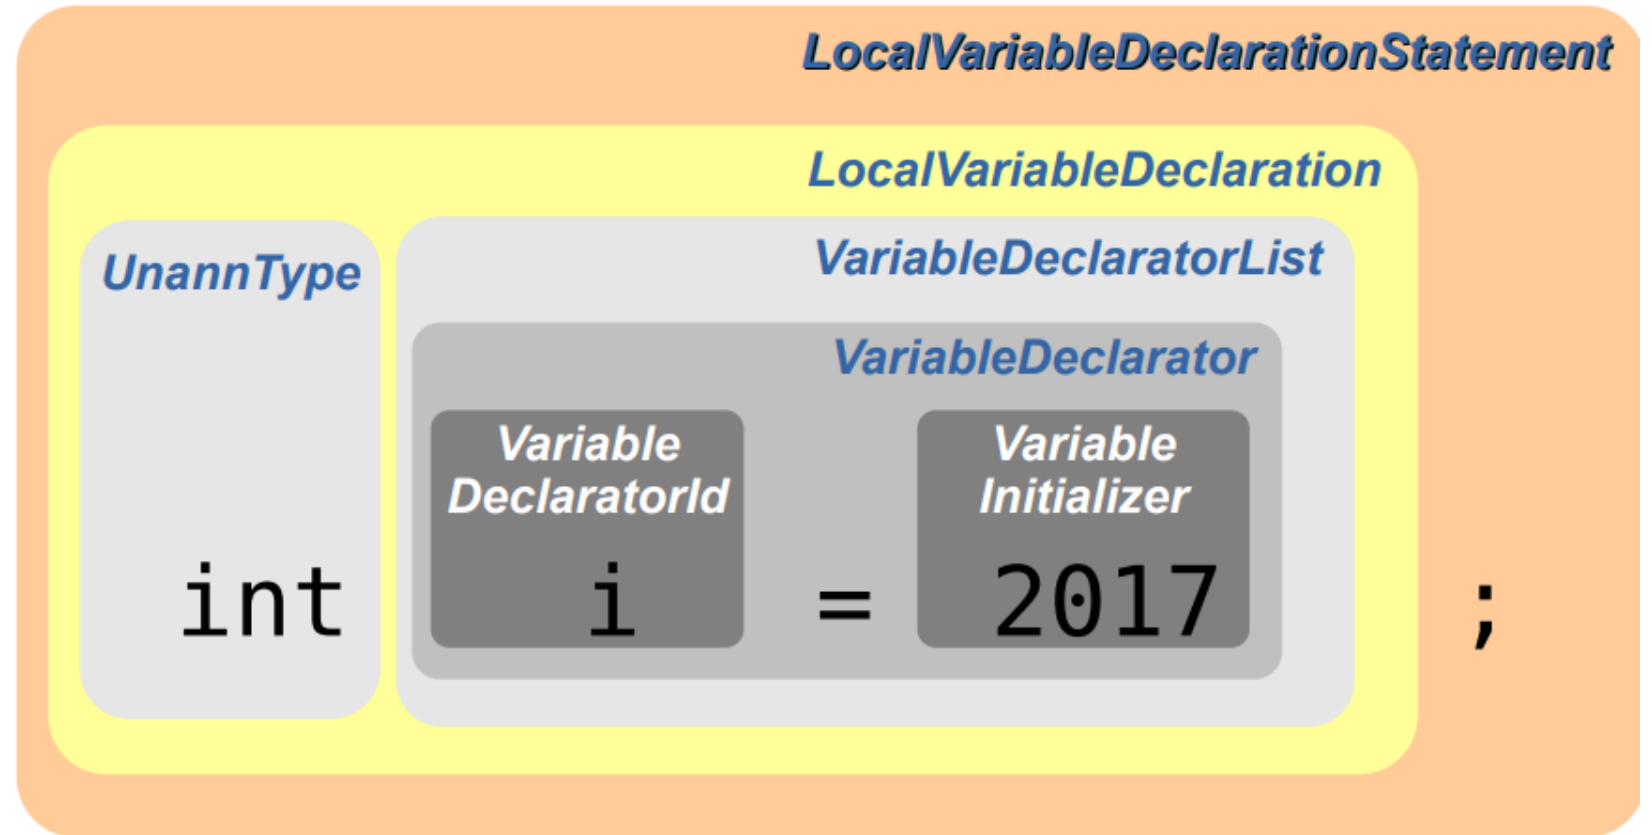 LocalVariableDeclarationStatement
LocalVariableDeclaration
UnannType
VariableDeclaratorList
VariableDeclarator
Variable
DeclaratorId
Variable
Initializer
int i = 2017 ;